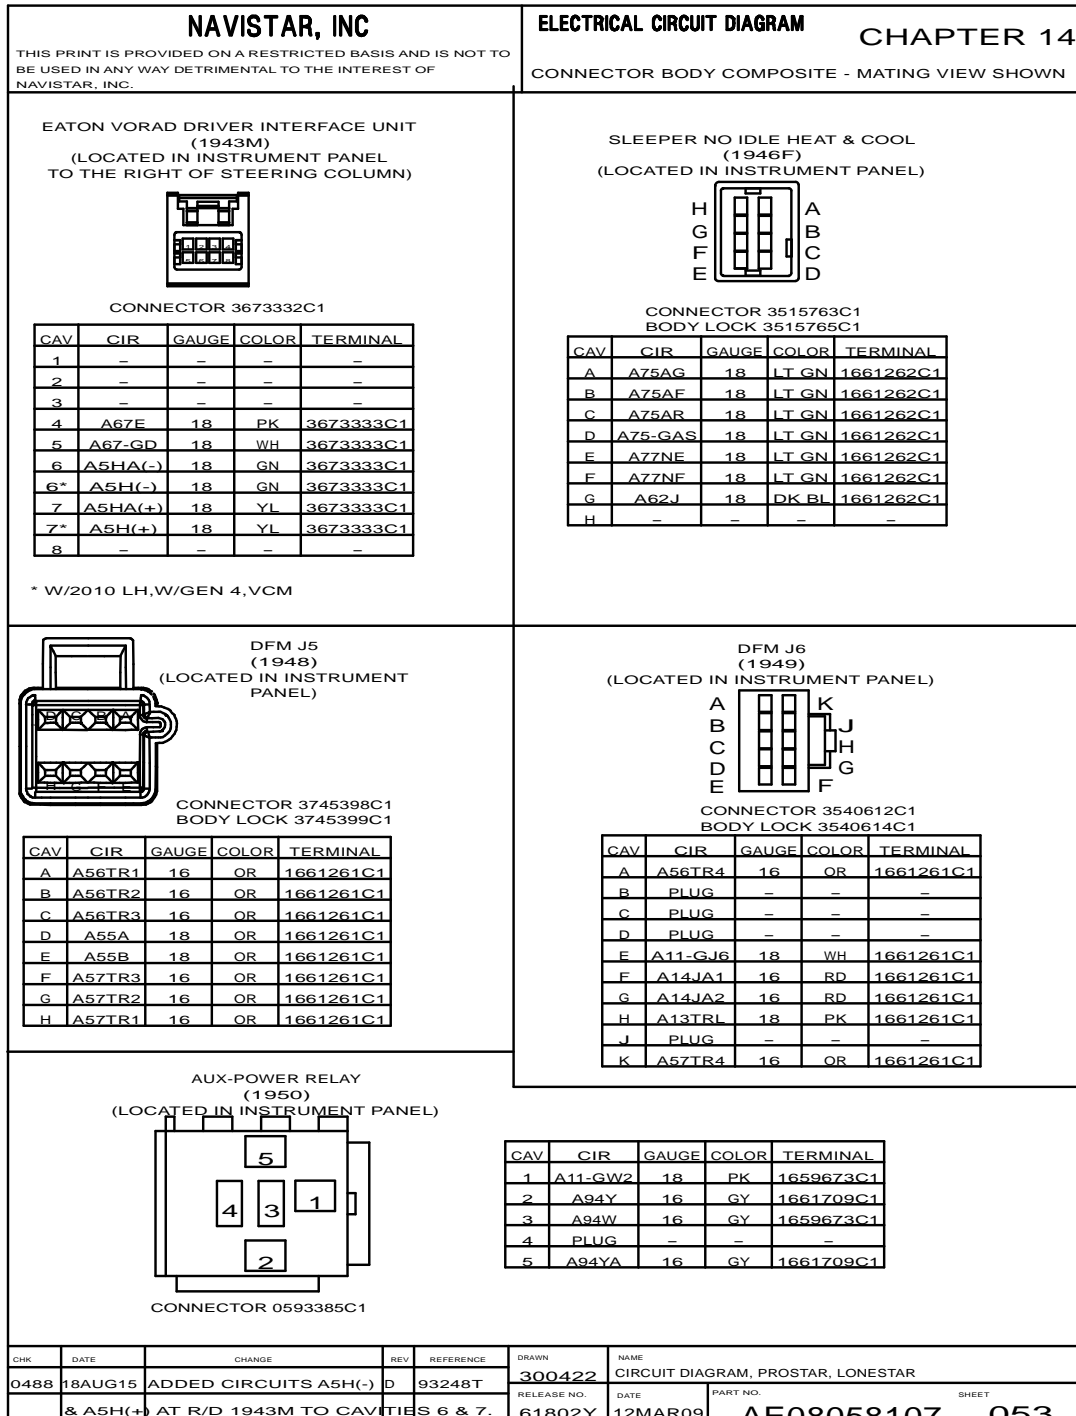 NAVISTAR, INC
THIS PRINT IS PROVIDED ON A RESTRICTED BASIS AND IS NOT TO
BE USED IN ANY WAY DETRIMENTAL TO THE INTEREST OF
NAVISTAR, INC.
ELECTRICAL CIRCUIT DIAGRAM
CHAPTER 14
CONNECTOR BODY COMPOSITE - MATING VIEW SHOWN
EATON VORAD DRIVER INTERFACE UNIT
(1943M)
(LOCATED IN INSTRUMENT PANEL
TO THE RIGHT OF STEERING COLUMN)
1 2 3 4
5 6 7 8
CONNECTOR 3673332C1
CAV CIR GAUGE COLOR TERMINAL
1 – – – –
2 – – – –
3 – – – –
4 A67E 18 PK 3673333C1
5 A67-GD 18 WH 3673333C1
6 A5HA(-) 18 GN 3673333C1
6* A5H(-) 18 GN 3673333C1
7 A5HA(+) 18 YL 3673333C1
7* A5H(+) 18 YL 3673333C1
8 – – – –
* W/2010 LH,W/GEN 4,VCM
SLEEPER NO IDLE HEAT & COOL
(1946F)
(LOCATED IN INSTRUMENT PANEL)
H A
G B
F C
E D
CONNECTOR 3515763C1
BODY LOCK 3515765C1
CAV CIR GAUGE COLOR TERMINAL
A A75AG 18 LT GN 1661262C1
B A75AF 18 LT GN 1661262C1
C A75AR 18 LT GN 1661262C1
D A75-GAS 18 LT GN 1661262C1
E A77NE 18 LT GN 1661262C1
F A77NF 18 LT GN 1661262C1
G A62J 18 DK BL 1661262C1
H – – – –
DFM J5
(1948)
(LOCATED IN INSTRUMENT
PANEL)
D C B A
H G F E
CONNECTOR 3745398C1
BODY LOCK 3745399C1
CAV CIR GAUGE COLOR TERMINAL
A A56TR1 16 OR 1661261C1
B A56TR2 16 OR 1661261C1
C A56TR3 16 OR 1661261C1
D A55A 18 OR 1661261C1
E A55B 18 OR 1661261C1
F A57TR3 16 OR 1661261C1
G A57TR2 16 OR 1661261C1
H A57TR1 16 OR 1661261C1
DFM J6
(1949)
(LOCATED IN INSTRUMENT PANEL)
A K
B J
C H
D G
E F
CONNECTOR 3540612C1
BODY LOCK 3540614C1
CAV CIR GAUGE COLOR TERMINAL
A A56TR4 16 OR 1661261C1
B PLUG – – –
C PLUG – – –
D PLUG – – –
E A11-GJ6 18 WH 1661261C1
F A14JA1 16 RD 1661261C1
G A14JA2 16 RD 1661261C1
H A13TRL 18 PK 1661261C1
J PLUG – – –
K A57TR4 16 OR 1661261C1
AUX-POWER RELAY
(1950)
(LOCATED IN INSTRUMENT PANEL)
5
4 3 1
2
CONNECTOR 0593385C1
CAV CIR GAUGE COLOR TERMINAL
1 A11-GW2 18 PK 1659673C1
2 A94Y 16 GY 1661709C1
3 A94W 16 GY 1659673C1
4 PLUG – – –
5 A94YA 16 GY 1661709C1
CHK DATE CHANGE REV REFERENCE
0488 18AUG15 ADDED CIRCUITS A5H(-) D 93248T
& A5H(+) AT R/D 1943M TO CAVITIES 6 & 7.
DRAWN NAME
300422 CIRCUIT DIAGRAM, PROSTAR, LONESTAR
RELEASE NO. DATE PART NO. SHEET
61802Y 12MAR09 AE08058107 053